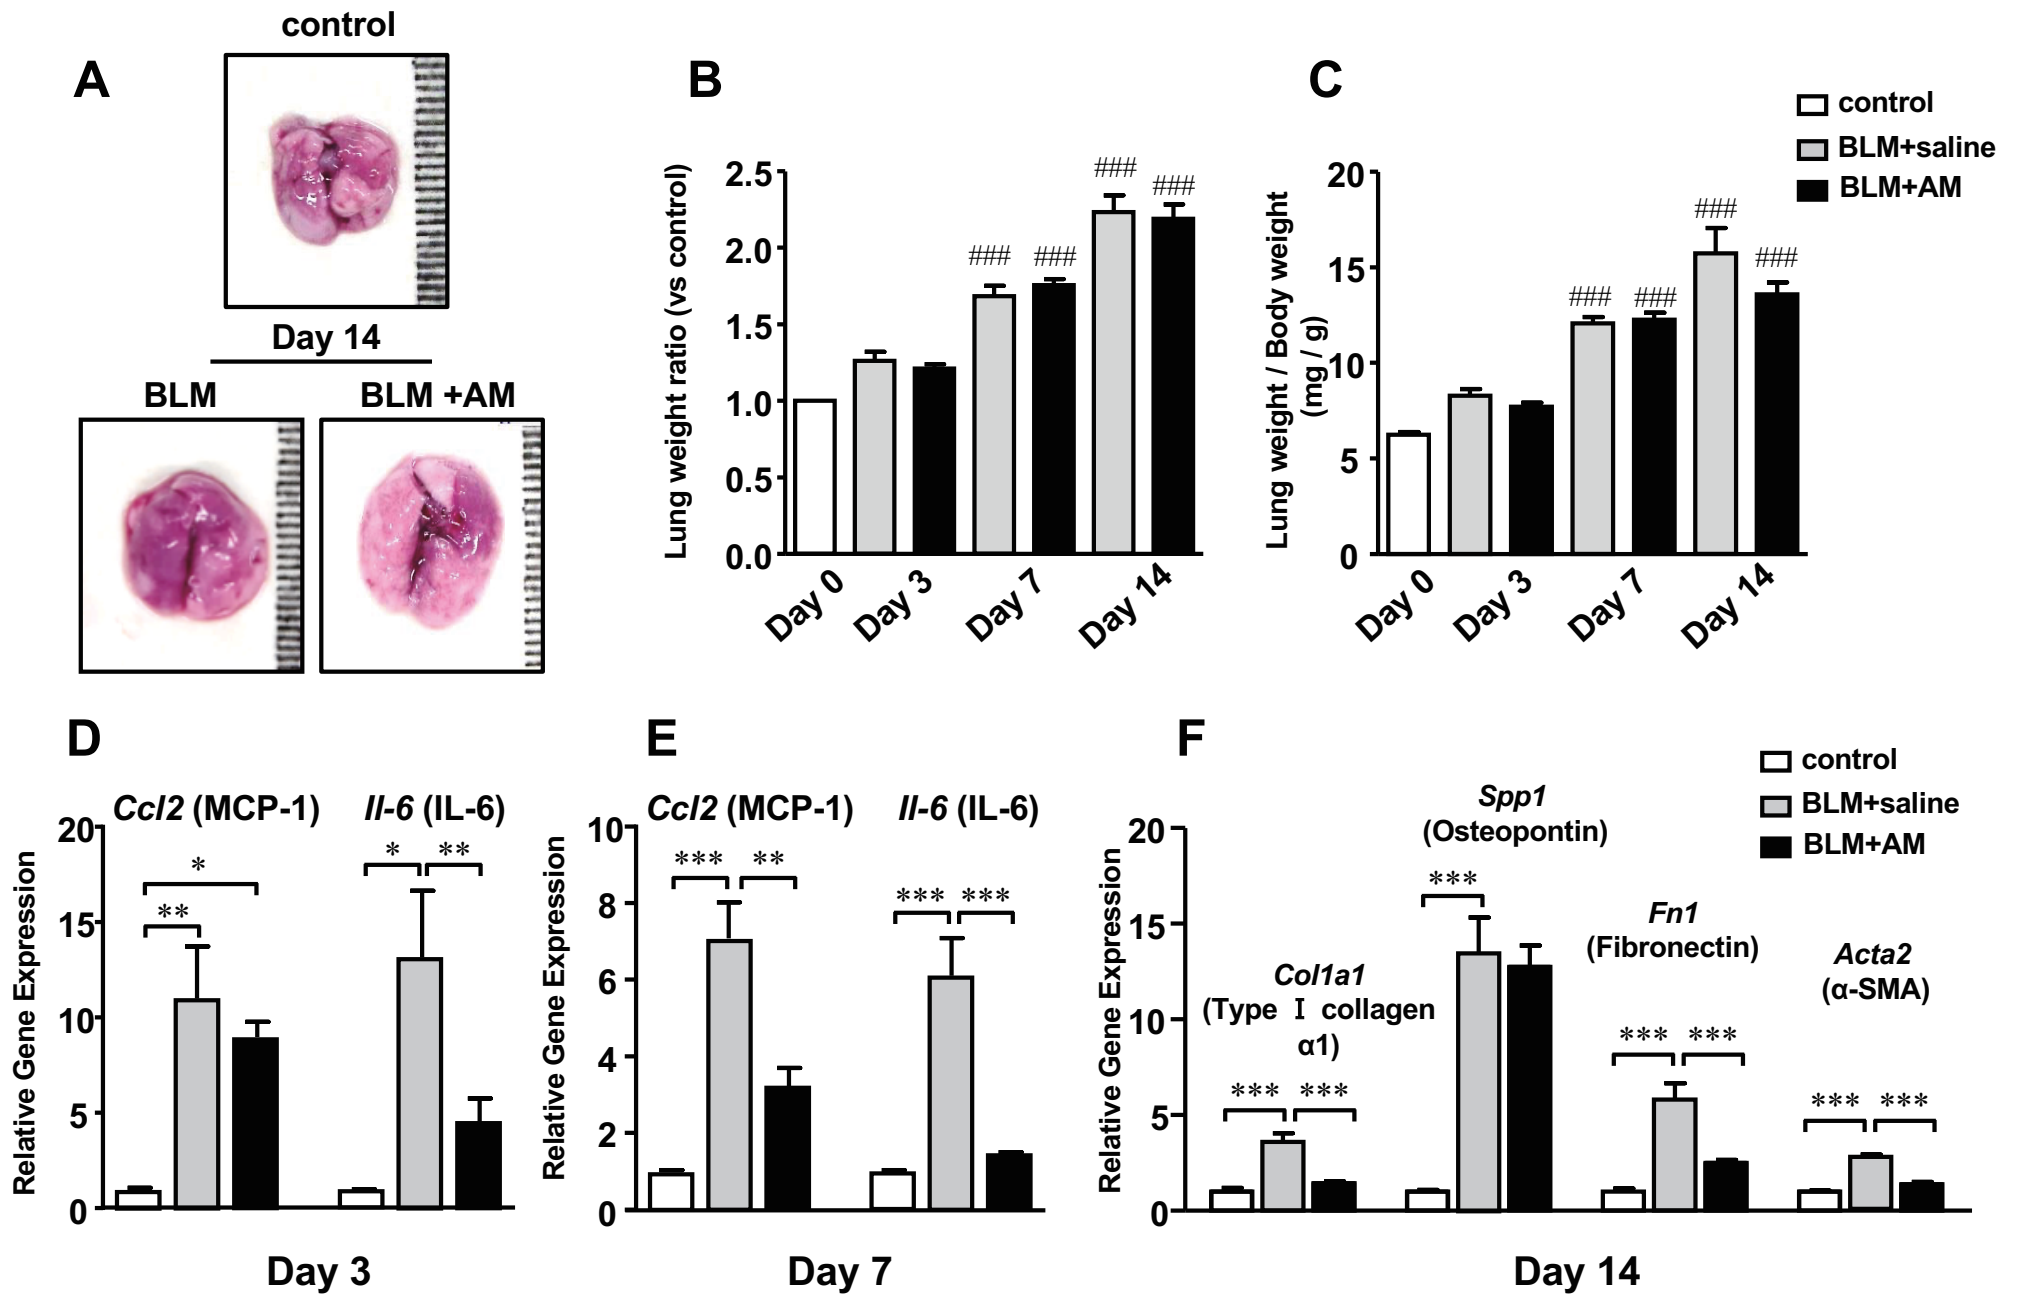 A
control
Day 14
BLM
BLM +AM
B
Lung weight ratio (vs control)
2.5
2.0
1.5
1.0
0.5
0.0
###
###
###
###
Day 0
Day 3
Day 7
Day 14
C
control
BLM+saline
BLM+AM
Lung weight / Body weight
(mg / g)
20
15
10
5
0
###
###
###
###
Day 0
Day 3
Day 7
Day 14
D
Ccl2 (MCP-1)
Il-6 (IL-6)
Relative Gene Expression
20
15
10
5
0
*
**
*
**
Day 3
E
Ccl2 (MCP-1)
Il-6 (IL-6)
Relative Gene Expression
10
8
6
4
2
0
***
**
***
***
Day 7
F
control
BLM+saline
BLM+AM
Relative Gene Expression
20
15
10
5
0
Col1a1
(Type Ⅰ collagen
α1)
***
***
Spp1
(Osteopontin)
***
Fn1
(Fibronectin)
***
***
Acta2
(α-SMA)
***
***
Day 14